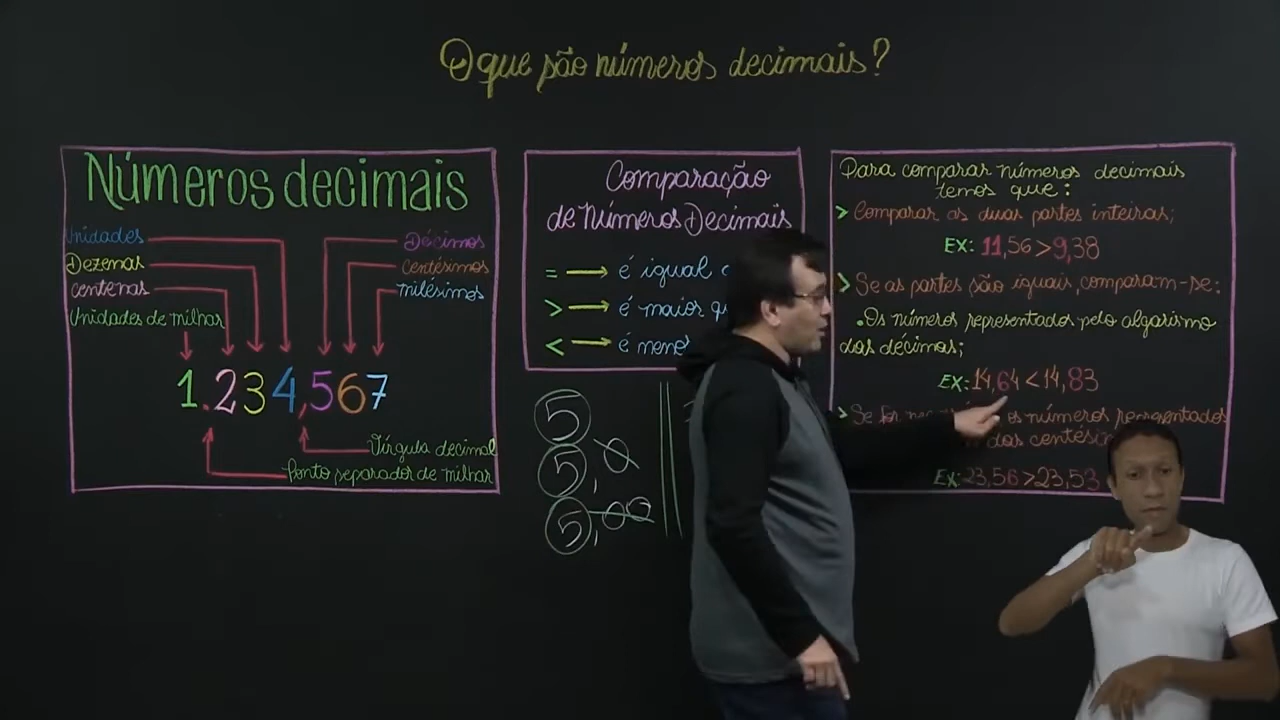 O que são números decimais?
Números decimais
Unidades
Dezenas
centenas
Unidades de milhar
Décimos
centésimos
milésimos
1.234,567
Vírgula decimal
Ponto separador de milhar
Comparação
de Números Decimais
= → é igual
> → é maior
< → é
5
5,0
5,00
Para comparar números decimais
temos que:
> Comparar as duas partes inteiras;
EX: 11,56 > 9,38
> Se as partes são iguais, comparam-se:
.Os números representados pelo algarismo
dos décimos;
EX: 14,64 < 14,83
> Se for os números representados
dos
EX: 23,56 > 23,53